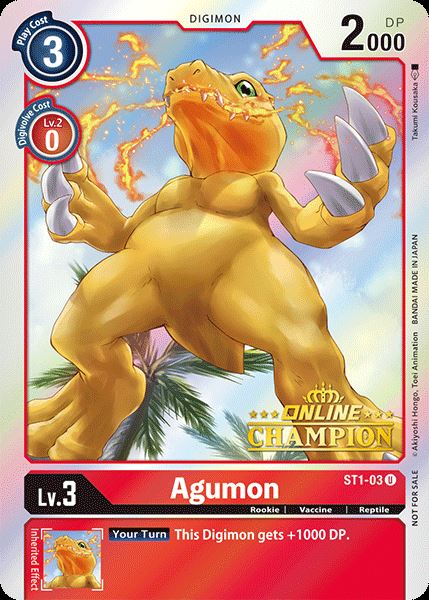 Play Cost
3
DIGIMON
DP
2000
Digivolve Cost
Lv.2
0
Takumi Kousaka
© Akiyoshi Hongo, Toei Animation BANDAI MADE IN JAPAN
ONLINE
CHAMPION
NOT FOR SALE
Lv.3
Agumon
ST1-03 U
Rookie | Vaccine | Reptile
Inherited Effect
Your Turn This Digimon gets +1000 DP.